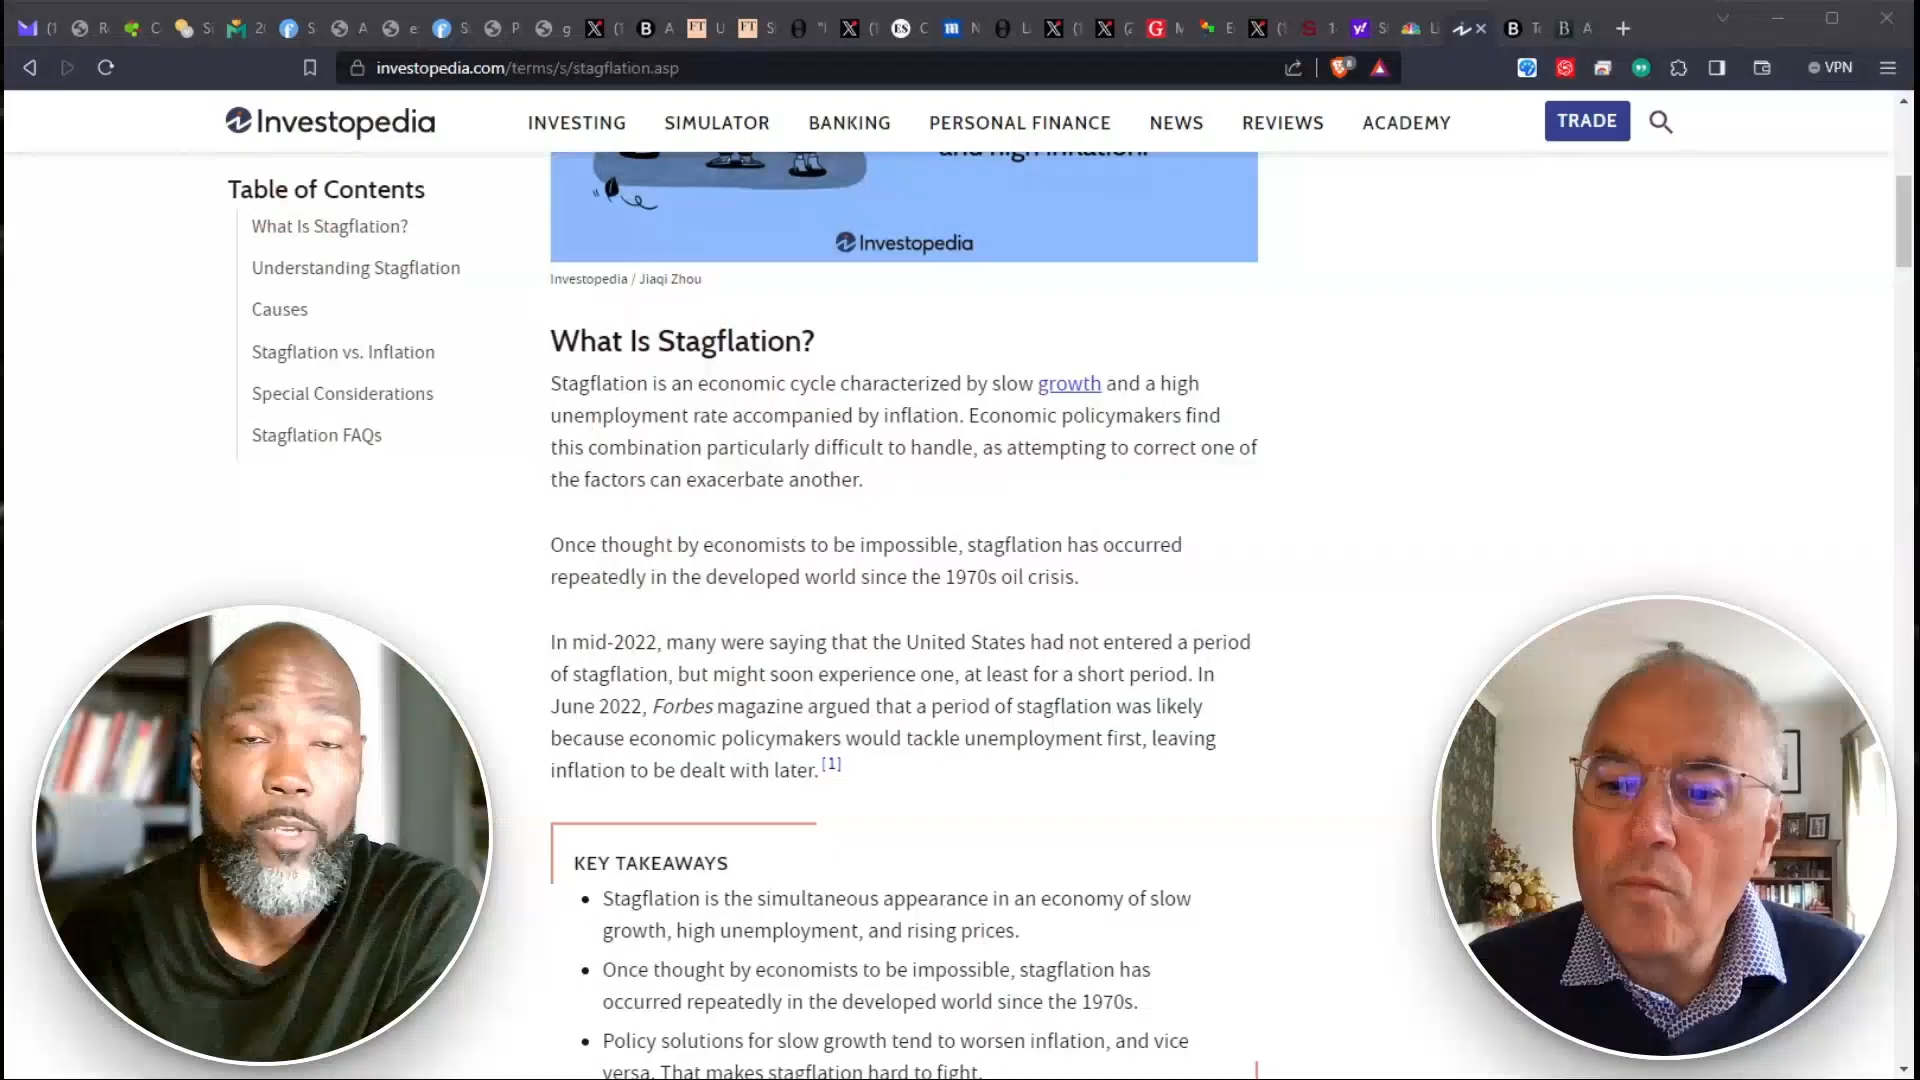 investopedia.com/terms/s/stagflation.asp
VPN
Investopedia
INVESTING
SIMULATOR
BANKING
PERSONAL FINANCE
NEWS
REVIEWS
ACADEMY
TRADE
Table of Contents
What Is Stagflation?
Understanding Stagflation
Causes
Stagflation vs. Inflation
Special Considerations
Stagflation FAQs
and high inflation.
Investopedia
Investopedia / Jiaqi Zhou
What Is Stagflation?
Stagflation is an economic cycle characterized by slow growth and a high
unemployment rate accompanied by inflation. Economic policymakers find
this combination particularly difficult to handle, as attempting to correct one of
the factors can exacerbate another.
Once thought by economists to be impossible, stagflation has occurred
repeatedly in the developed world since the 1970s oil crisis.
In mid-2022, many were saying that the United States had not entered a period
of stagflation, but might soon experience one, at least for a short period. In
June 2022, Forbes magazine argued that a period of stagflation was likely
because economic policymakers would tackle unemployment first, leaving
inflation to be dealt with later. [1]
KEY TAKEAWAYS
• Stagflation is the simultaneous appearance in an economy of slow
growth, high unemployment, and rising prices.
• Once thought by economists to be impossible, stagflation has
occurred repeatedly in the developed world since the 1970s.
• Policy solutions for slow growth tend to worsen inflation, and vice
versa. That makes stagflation hard to fight.